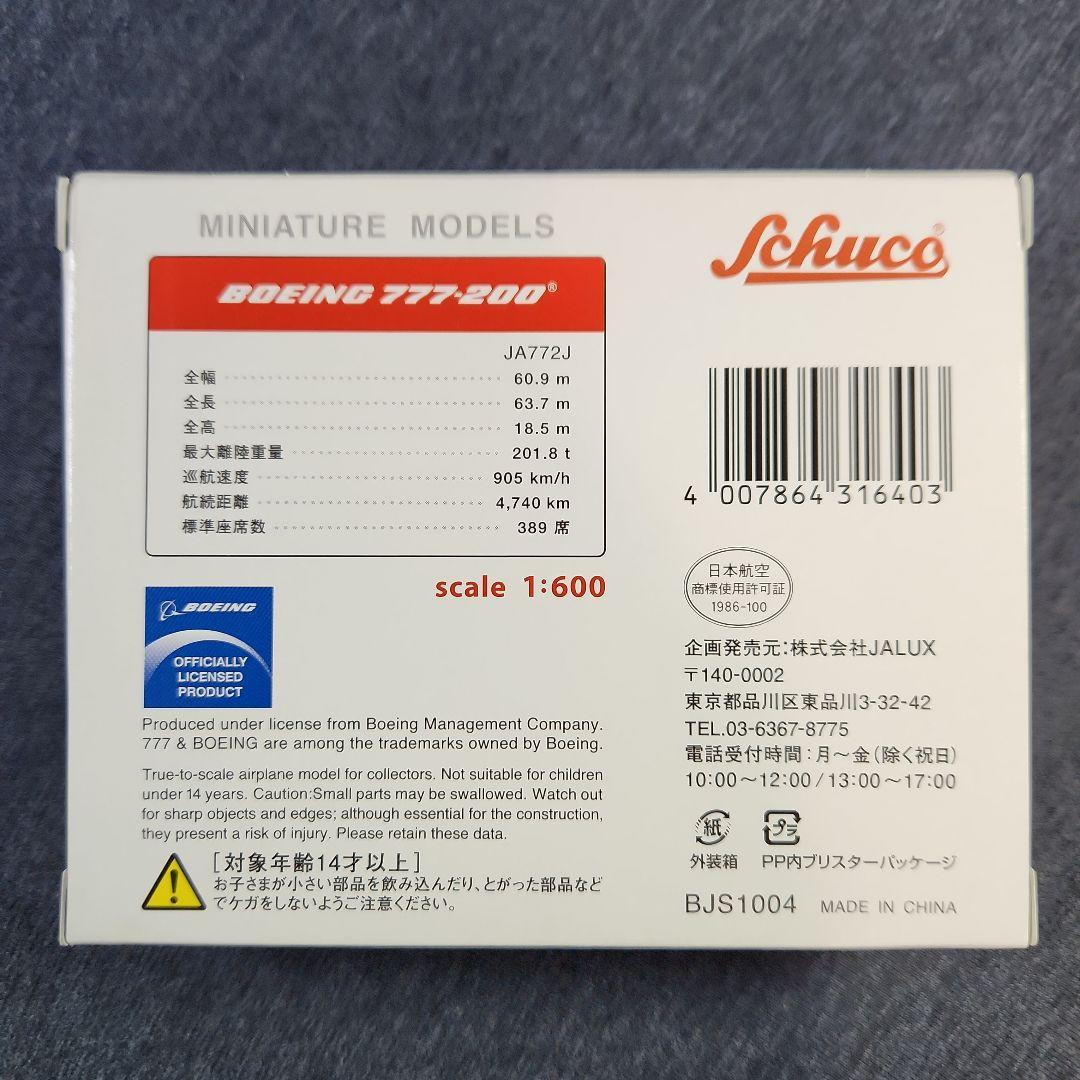 MINIATURE MODELS
BOEING 777-200®
JA772J
全幅 60.9 m
全長 63.7 m
全高 18.5 m
最大離陸重量 201.8 t
巡航速度 905 km/h
航続距離 4,740 km
標準座席数 389 席
scale 1:600
BOEING
OFFICIALLY
LICENSED
PRODUCT
Produced under license from Boeing Management Company.
777 & BOEING are among the trademarks owned by Boeing.
True-to-scale airplane model for collectors. Not suitable for children
under 14 years. Caution:Small parts may be swallowed. Watch out
for sharp objects and edges; although essential for the construction,
they present a risk of injury. Please retain these data.
[対象年齢14才以上]
お子さまが小さい部品を飲み込んだり、とがった部品など
でケガをしないようご注意ください。
Schuco®
4 007864 316403
日本航空
商標使用許可証
1986-100
企画発売元:株式会社JALUX
〒140-0002
東京都品川区東品川3-32-42
TEL.03-6367-8775
電話受付時間:月～金(除く祝日)
10:00～12:00/13:00～17:00
紙 プラ
外装箱 PP内ブリスターパッケージ
BJS1004 MADE IN CHINA